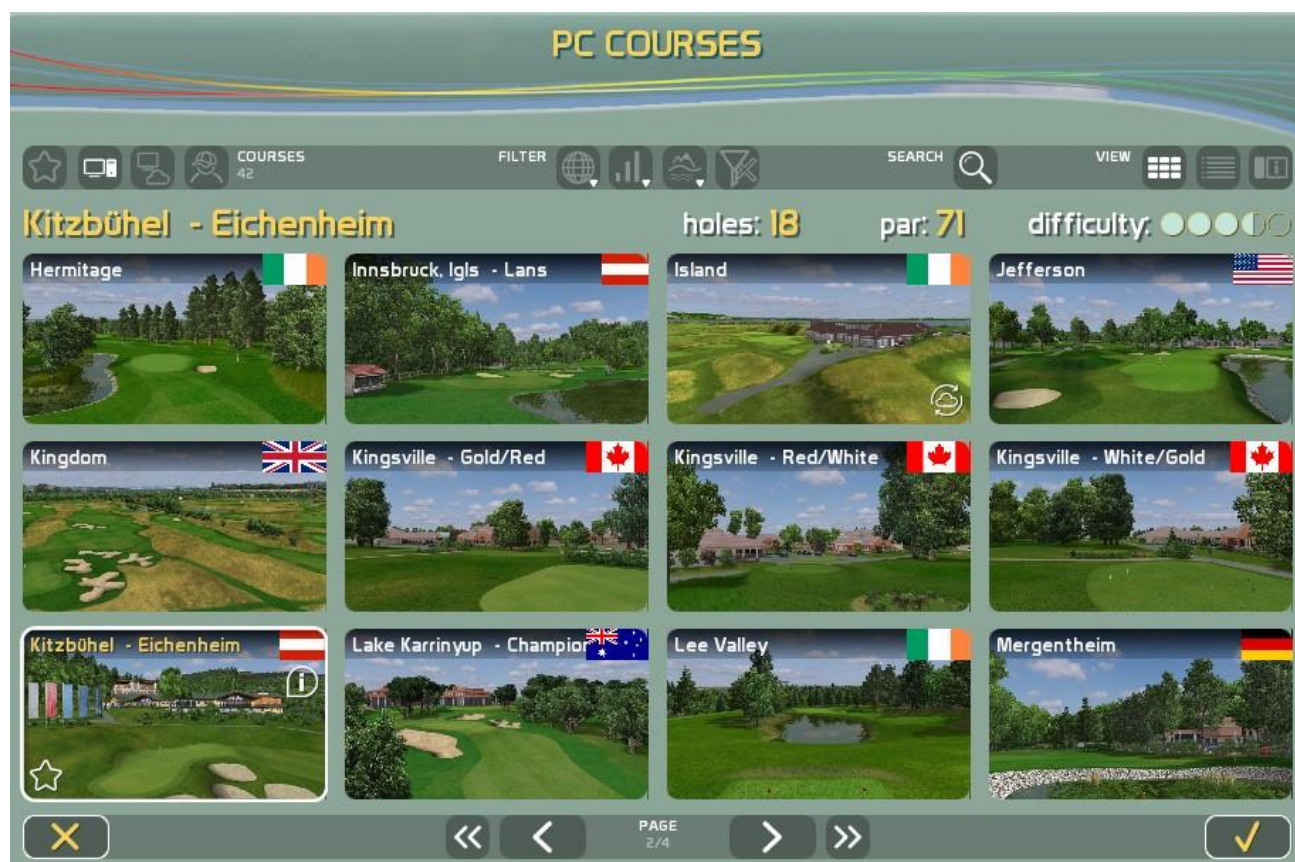 PC COURSES
COURSES
42
FILTER
SEARCH
VIEW
Kitzbühel - Eichenheim
holes: 18
par: 71
difficulty:
Hermitage
Innsbruck, Igls - Lans
Island
Jefferson
Kingdom
Kingsville - Gold/Red
Kingsville - Red/White
Kingsville - White/Gold
Kitzbühel - Eichenheim
Lake Karrinyup - Champion
Lee Valley
Mergentheim
PAGE
2/4